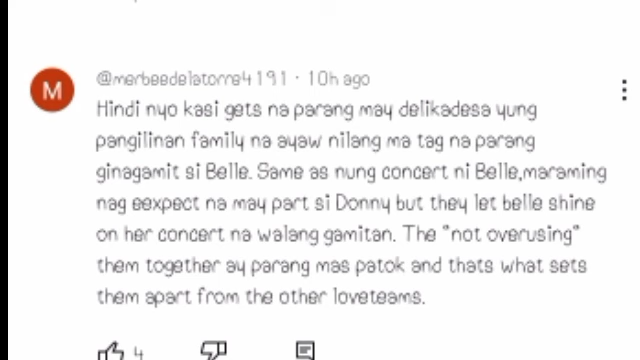 M
@merbeedelatorre4191 · 10h ago
Hindi nyo kasi gets na parang may delikadesa yung
pangilinan family na ayaw nilang ma tag na parang
ginagamit si Belle. Same as nung concert ni Belle,maraming
nag eexpect na may part si Donny but they let belle shine
on her concert na walang gamitan. The "not overusing"
them together ay parang mas patok and thats what sets
them apart from the other loveteams.
4